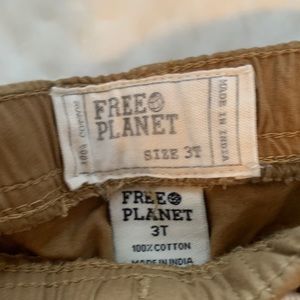 FREE
PLANET
SIZE 3T
MADE IN INDIA
100% COTTON
FREE
PLANET
3T
100% COTTON
MADE IN INDIA